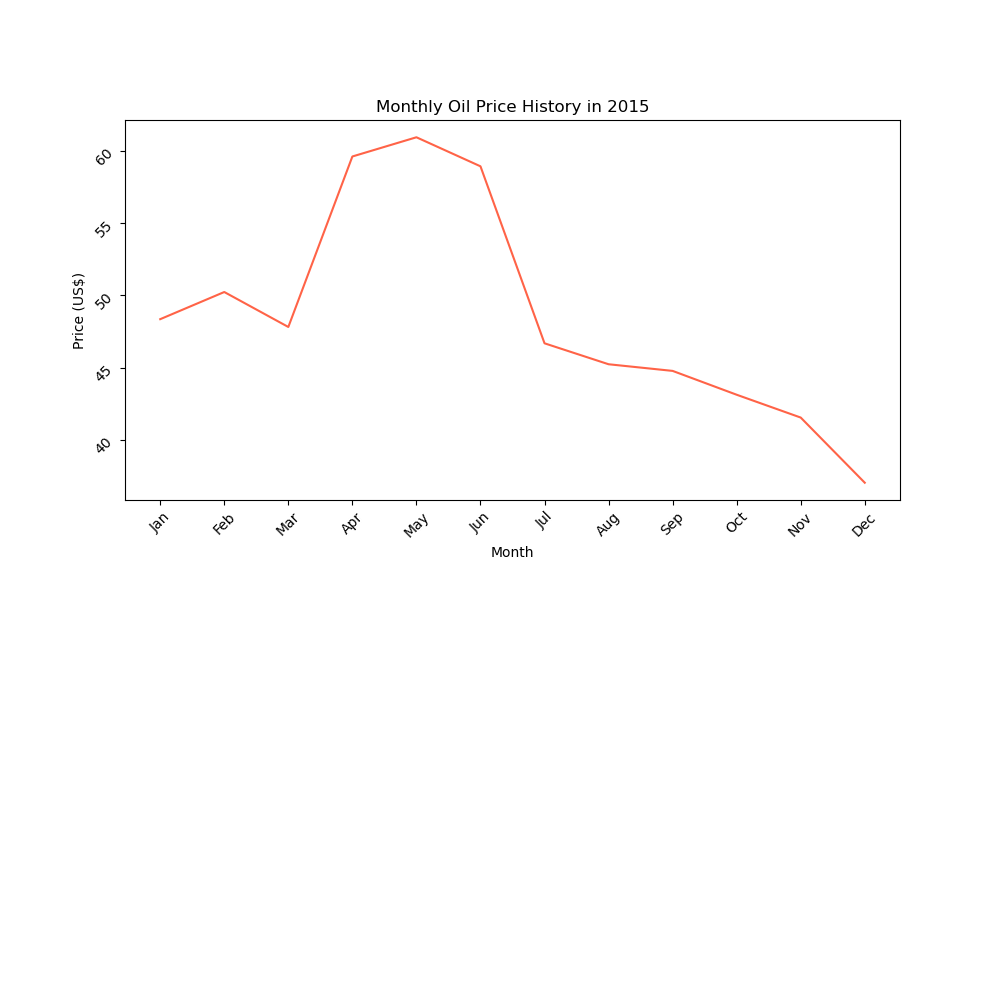 Monthly Oil Price History in 2015
Price (US$)
60
55
50
45
40
Jan
Feb
Mar
Apr
May
Jun
Jul
Aug
Sep
Oct
Nov
Dec
Month